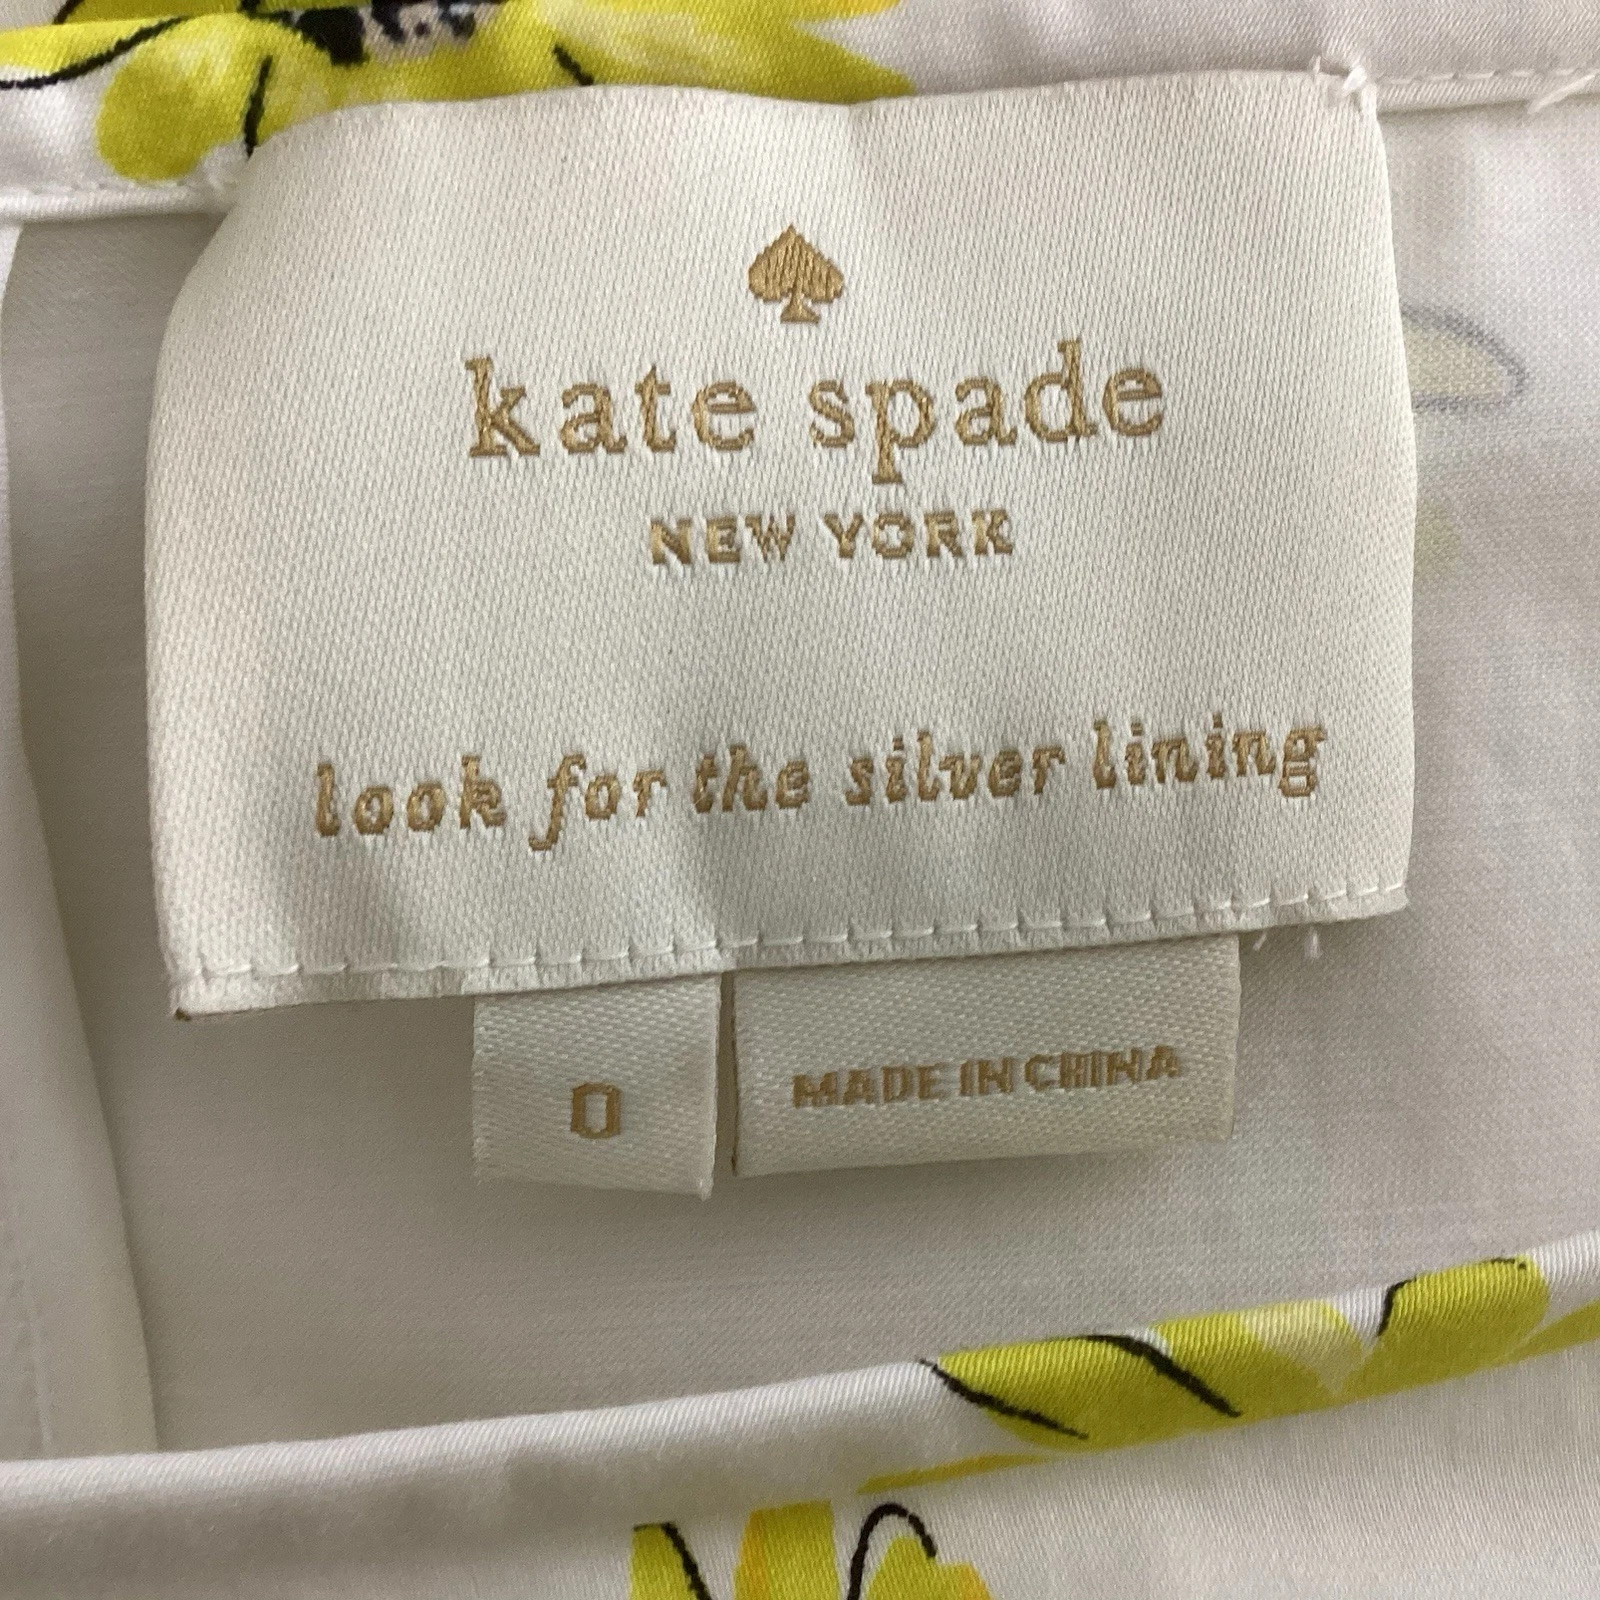 kate spade
NEW YORK
look for the silver lining
0
MADE IN CHINA